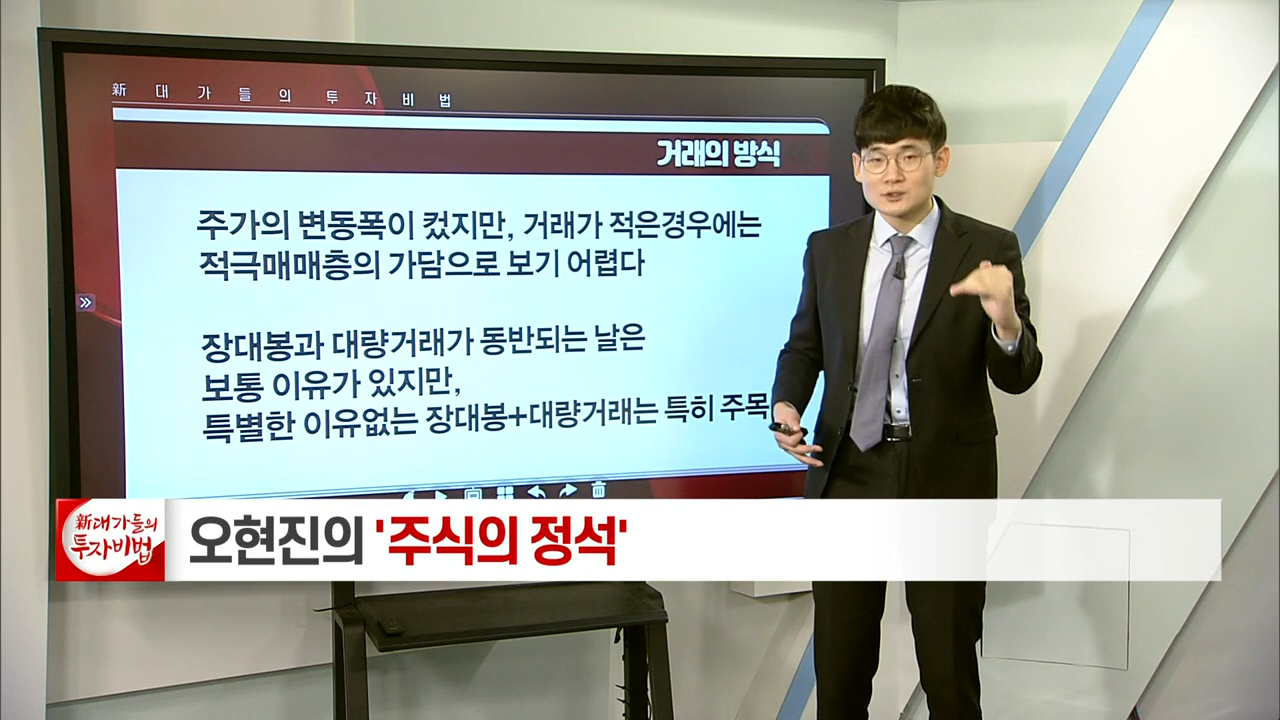 新 대 가 들 의 투 자 비 법
거래의 방식
주가의 변동폭이 컸지만, 거래가 적은경우에는
적극매매층의 가담으로 보기 어렵다
장대봉과 대량거래가 동반되는 날은
보통 이유가 있지만,
특별한 이유없는 장대봉+대량거래는 특히 주목
新대가들의
투자비법
오현진의 '주식의 정석'